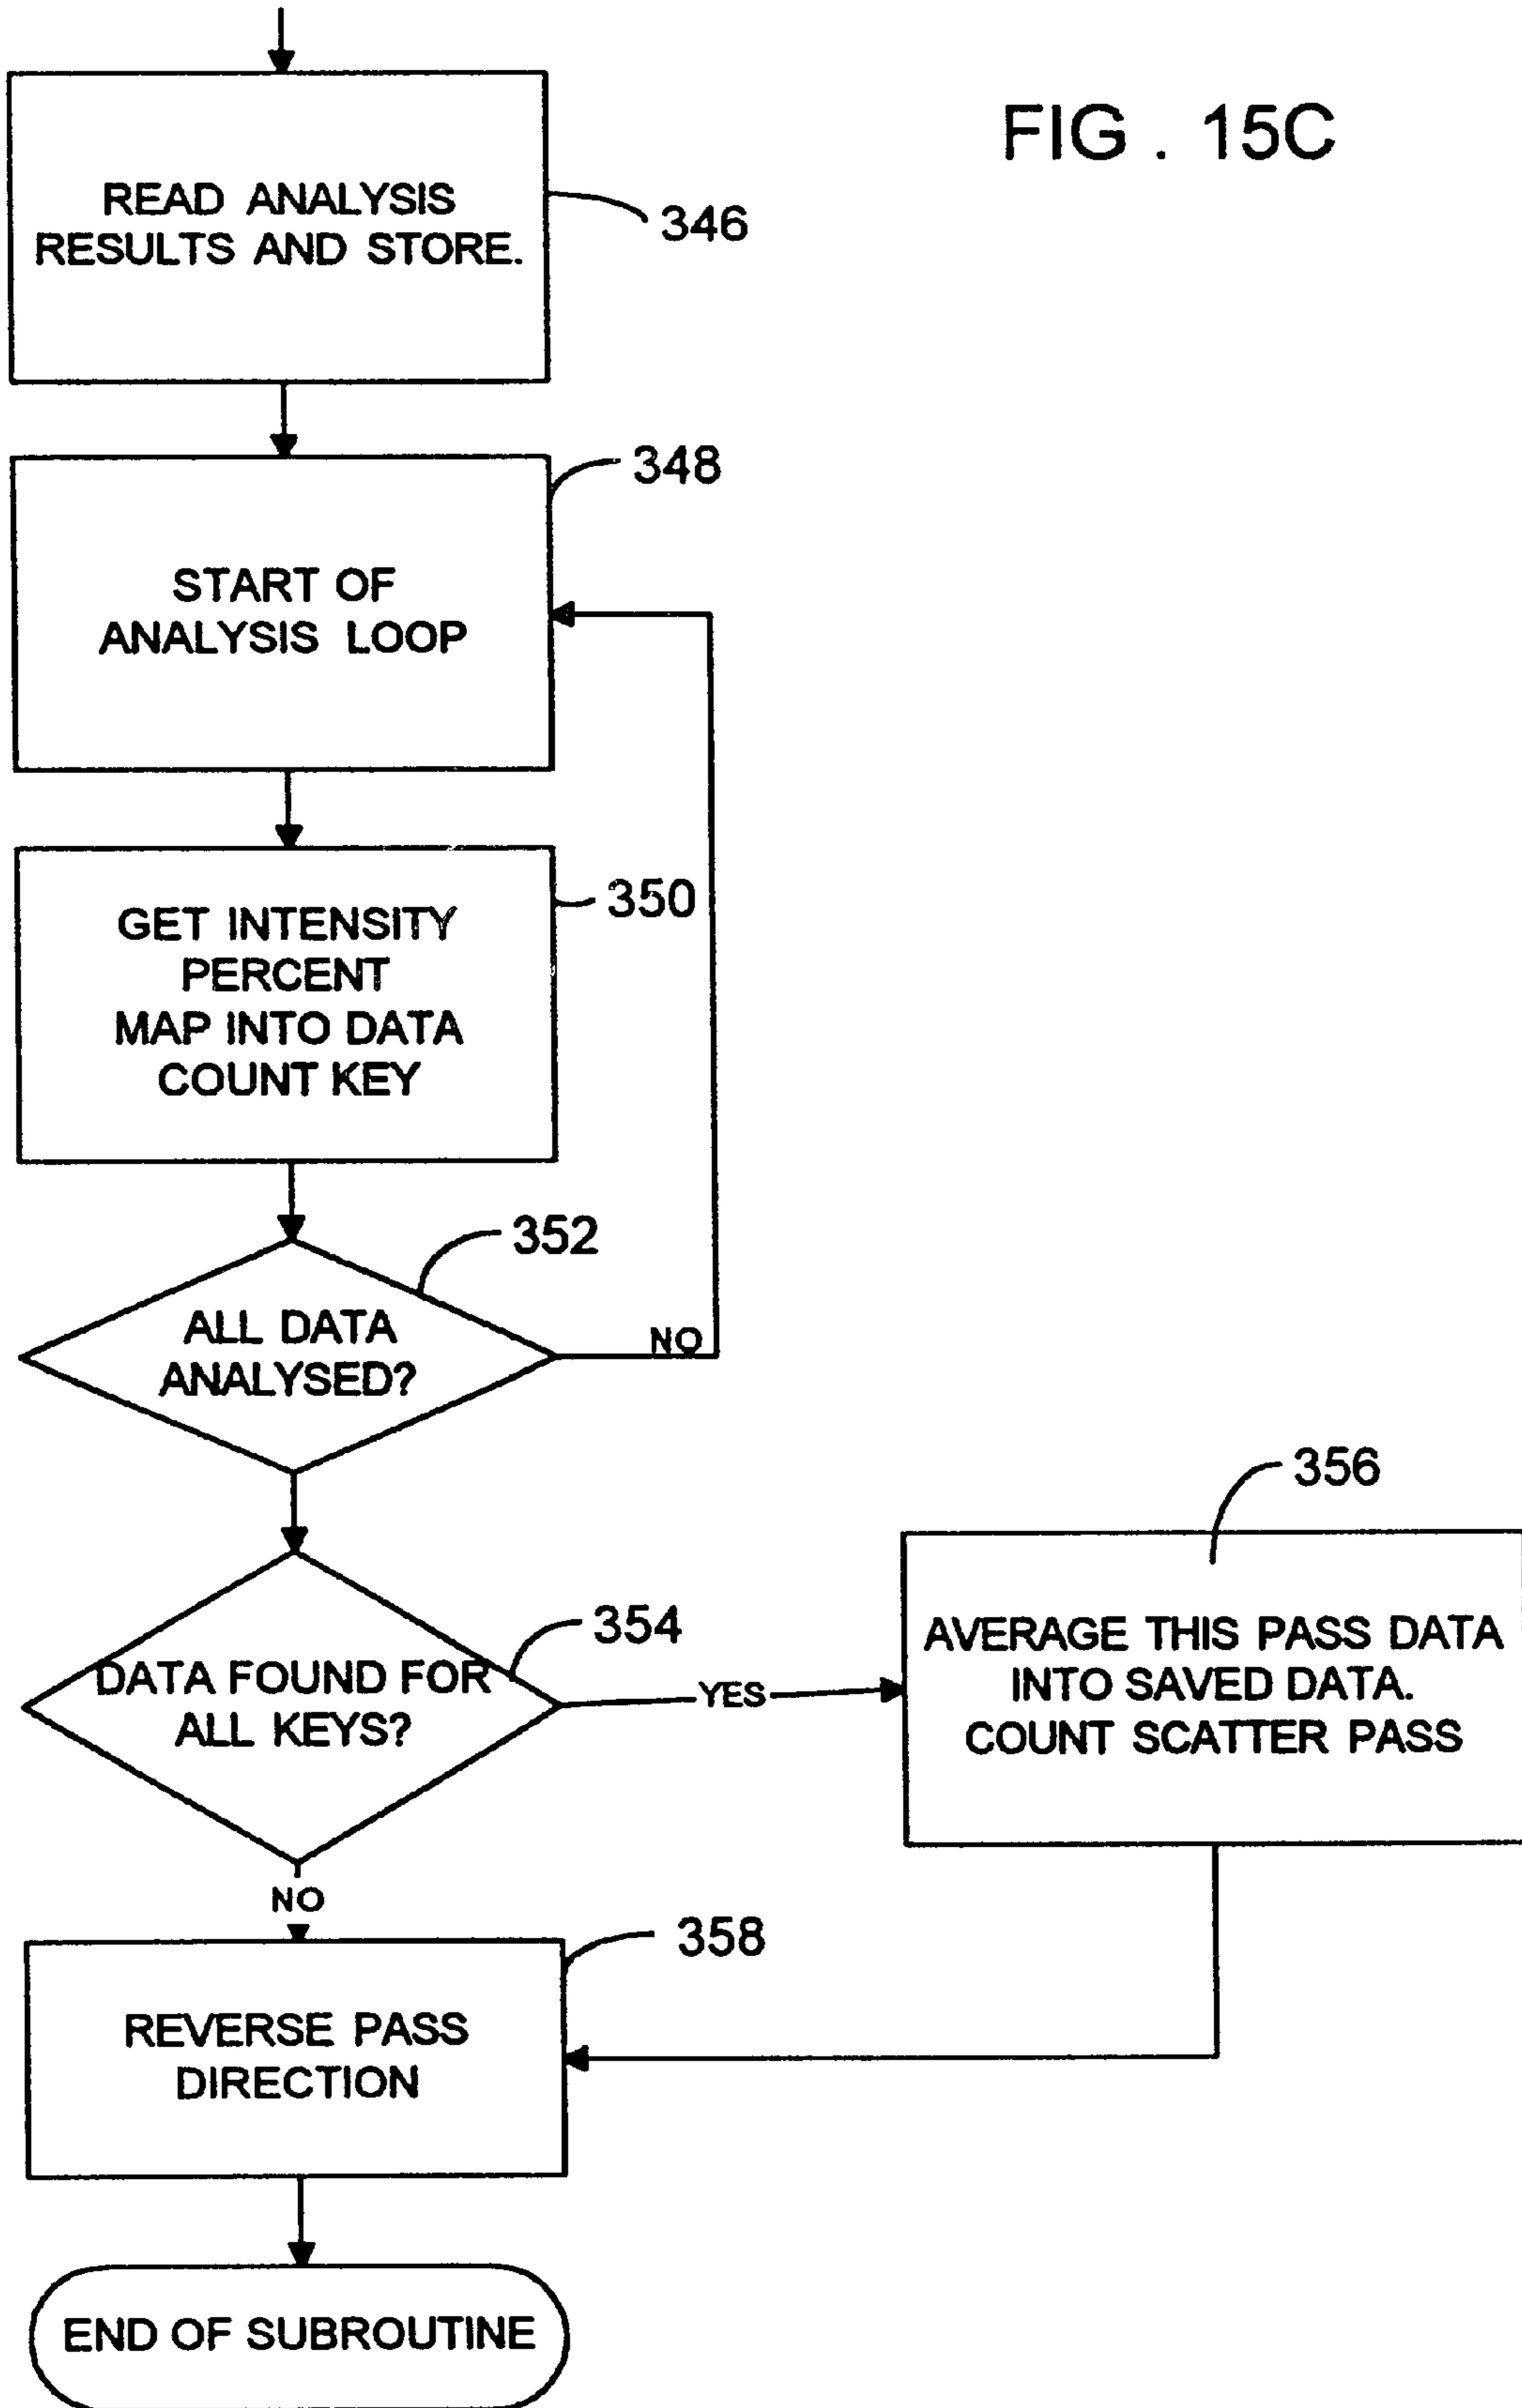 FIG . 15C
READ ANALYSIS
RESULTS AND STORE.
346
348
START OF
ANALYSIS LOOP
350
GET INTENSITY
PERCENT
MAP INTO DATA
COUNT KEY
352
ALL DATA
ANALYSED?
NO
354
DATA FOUND FOR
ALL KEYS?
YES
356
AVERAGE THIS PASS DATA
INTO SAVED DATA.
COUNT SCATTER PASS
NO
358
REVERSE PASS
DIRECTION
END OF SUBROUTINE